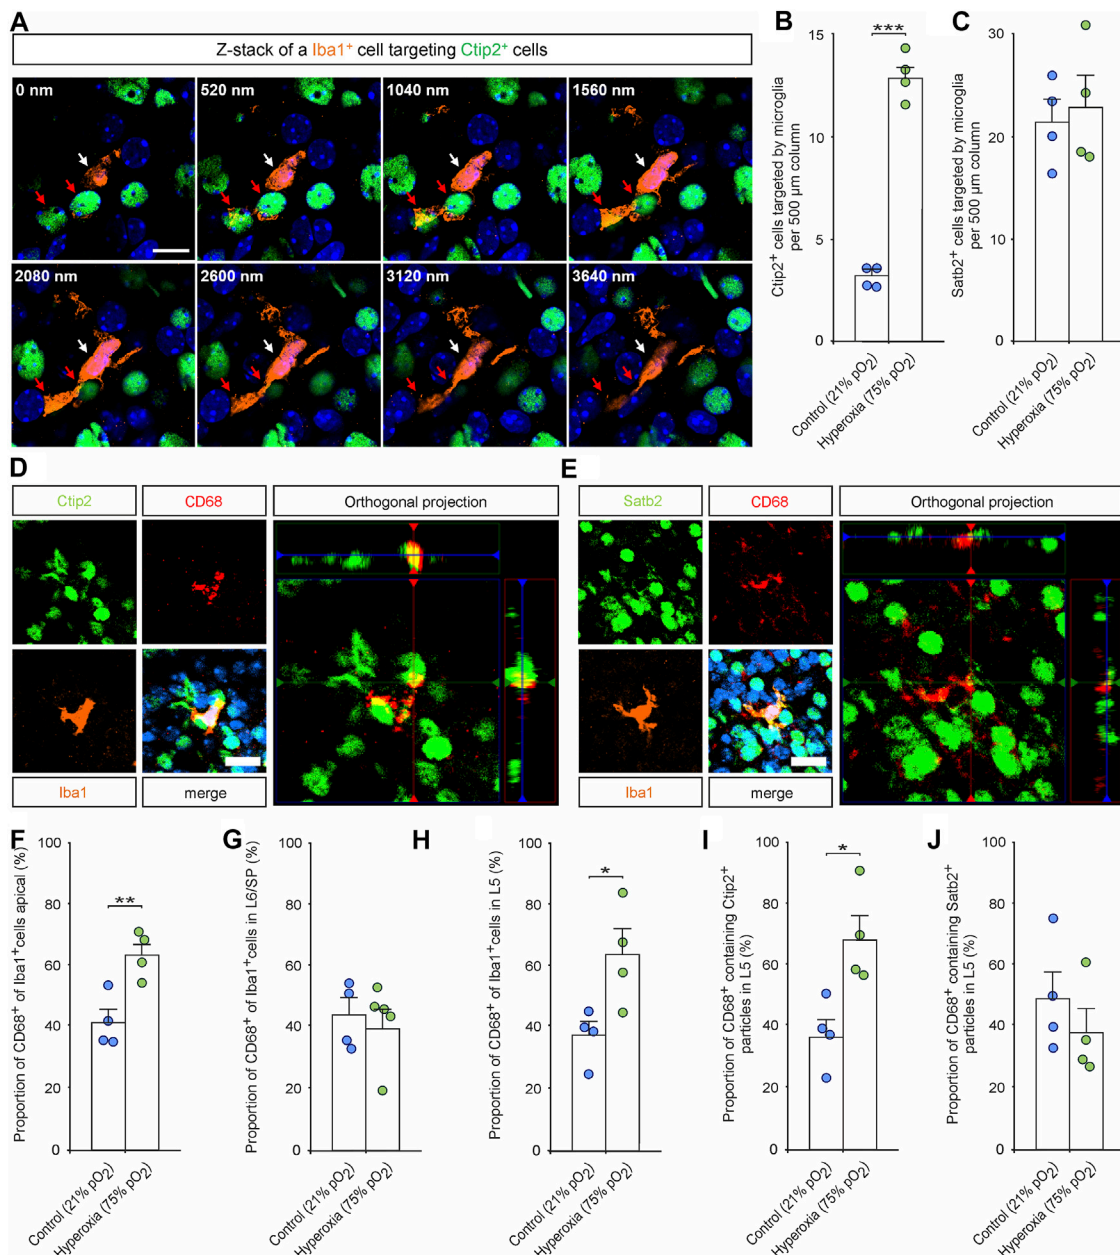 A
Z-stack of a Iba1⁺ cell targeting Ctip2⁺ cells
0 nm
520 nm
1040 nm
1560 nm
2080 nm
2600 nm
3120 nm
3640 nm
B
Ctip2⁺ cells targeted by microglia
per 500 µm column
15
10
5
0
***
Control (21% pO₂)
Hyperoxia (75% pO₂)
C
Satb2⁺ cells targeted by microglia
per 500 µm column
30
20
10
0
Control (21% pO₂)
Hyperoxia (75% pO₂)
D
Ctip2
CD68
Orthogonal projection
Iba1
merge
E
Satb2
CD68
Orthogonal projection
Iba1
merge
F
Proportion of CD68⁺ of Iba1⁺cells apical (%)
100
80
60
40
20
0
**
Control (21% pO₂)
Hyperoxia (75% pO₂)
G
Proportion of CD68⁺ of Iba1⁺cells in L6/SP (%)
100
80
60
40
20
0
Control (21% pO₂)
Hyperoxia (75% pO₂)
H
Proportion of CD68⁺ of Iba1⁺cells in L5 (%)
100
80
60
40
20
0
*
Control (21% pO₂)
Hyperoxia (75% pO₂)
I
Proportion of CD68⁺ containing Ctip2⁺
particles in L5 (%)
100
80
60
40
20
0
*
Control (21% pO₂)
Hyperoxia (75% pO₂)
J
Proportion of CD68⁺ containing Satb2⁺
particles in L5 (%)
100
80
60
40
20
0
Control (21% pO₂)
Hyperoxia (75% pO₂)